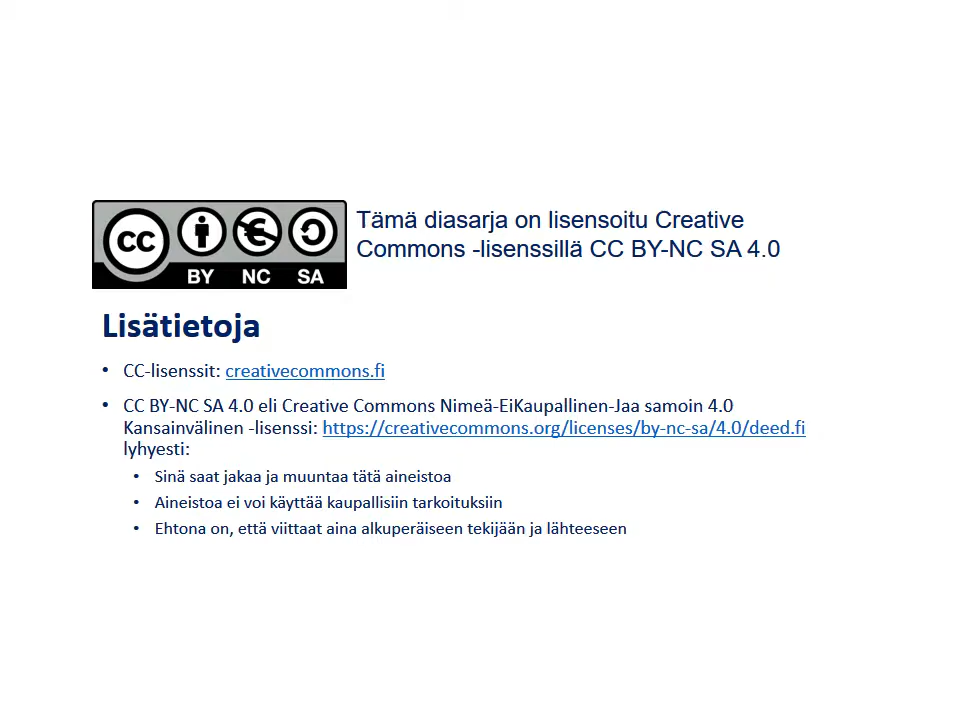 CC BY NC SA
Tämä diasarja on lisensoitu Creative
Commons -lisenssillä CC BY-NC SA 4.0
Lisätietoja
• CC-lisenssit: creativecommons.fi
• CC BY-NC SA 4.0 eli Creative Commons Nimeä-EiKaupallinen-Jaa samoin 4.0
Kansainvälinen -lisenssi: https://creativecommons.org/licenses/by-nc-sa/4.0/deed.fi
lyhyesti:
• Sinä saat jakaa ja muuntaa tätä aineistoa
• Aineistoa ei voi käyttää kaupallisiin tarkoituksiin
• Ehtona on, että viittaat aina alkuperäiseen tekijään ja lähteeseen